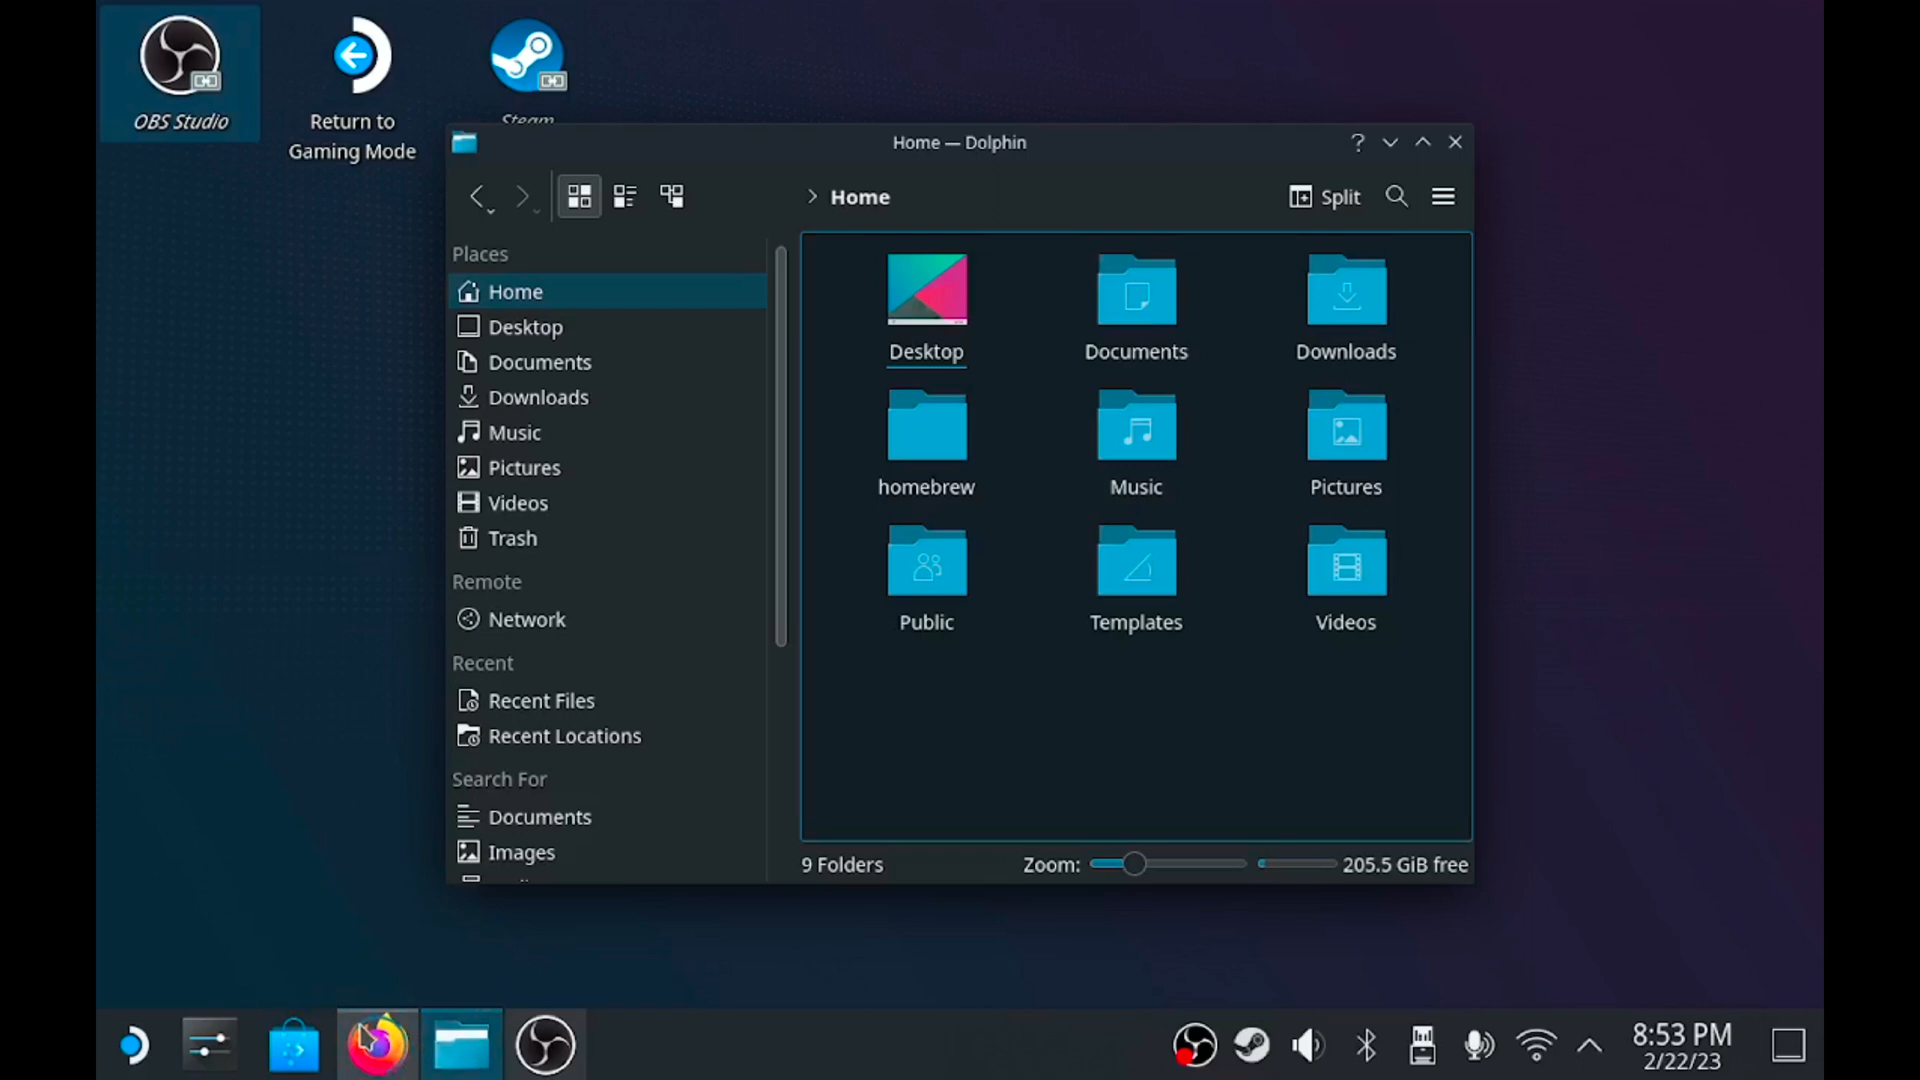 OBS Studio
Return to
Gaming Mode
Steam
Home — Dolphin
Home
Split
Places
Home
Desktop
Documents
Downloads
Music
Pictures
Videos
Trash
Remote
Network
Recent
Recent Files
Recent Locations
Search For
Documents
Images
Desktop
Documents
Downloads
homebrew
Music
Pictures
Public
Templates
Videos
9 Folders
Zoom:
205.5 GiB free
8:53 PM
2/22/23